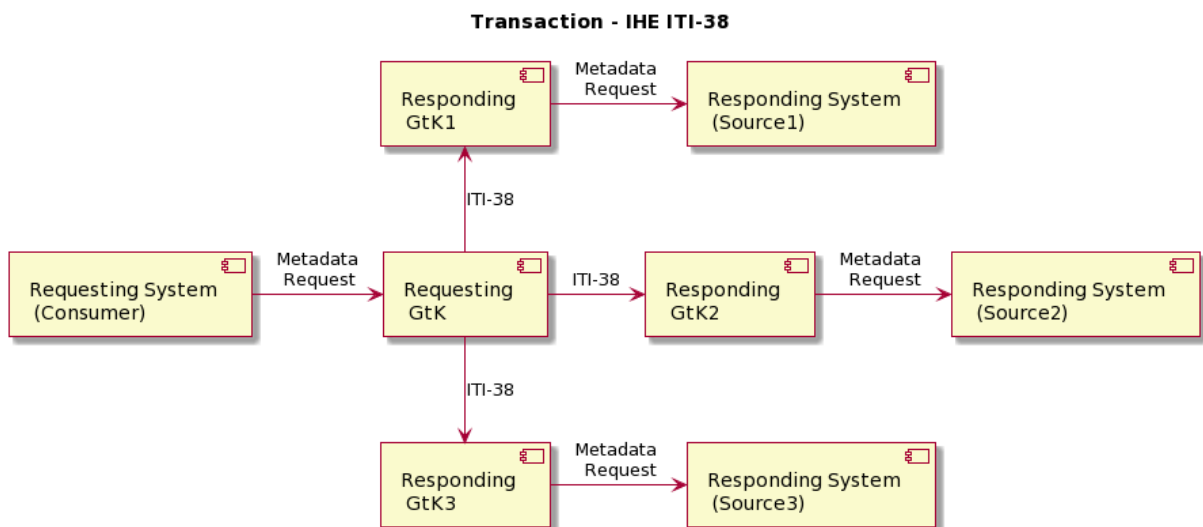 Transaction - IHE ITI-38
Metadata
Request
Responding
GtK1
Responding System
(Source1)
ITI-38
Metadata
Request
ITI-38
Metadata
Request
Requesting System
(Consumer)
Requesting
GtK
Responding
GtK2
Responding System
(Source2)
ITI-38
Metadata
Request
Responding
GtK3
Responding System
(Source3)